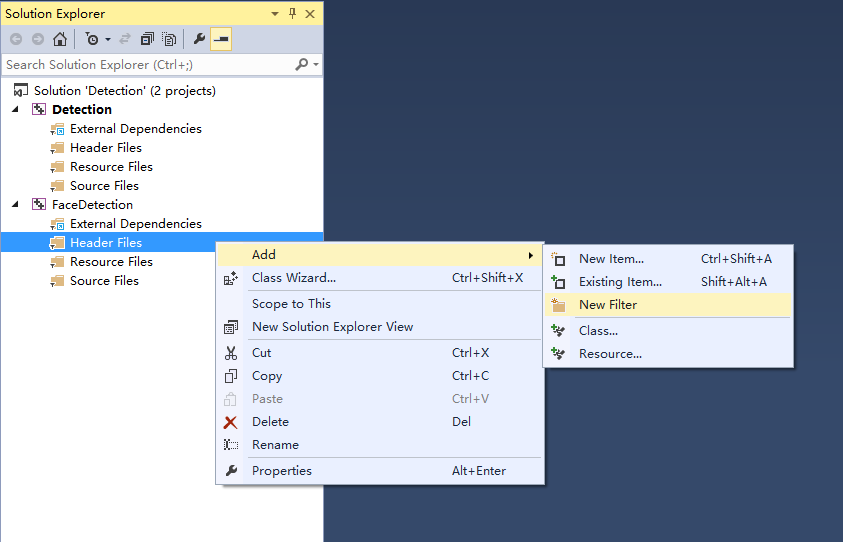 Solution Explorer
Search Solution Explorer (Ctrl+;)
Solution 'Detection' (2 projects)
Detection
External Dependencies
Header Files
Resource Files
Source Files
FaceDetection
External Dependencies
Header Files
Resource Files
Source Files
Add
Class Wizard... Ctrl+Shift+X
Scope to This
New Solution Explorer View
Cut Ctrl+X
Copy Ctrl+C
Paste Ctrl+V
Delete Del
Rename
Properties Alt+Enter
New Item... Ctrl+Shift+A
Existing Item... Shift+Alt+A
New Filter
Class...
Resource...